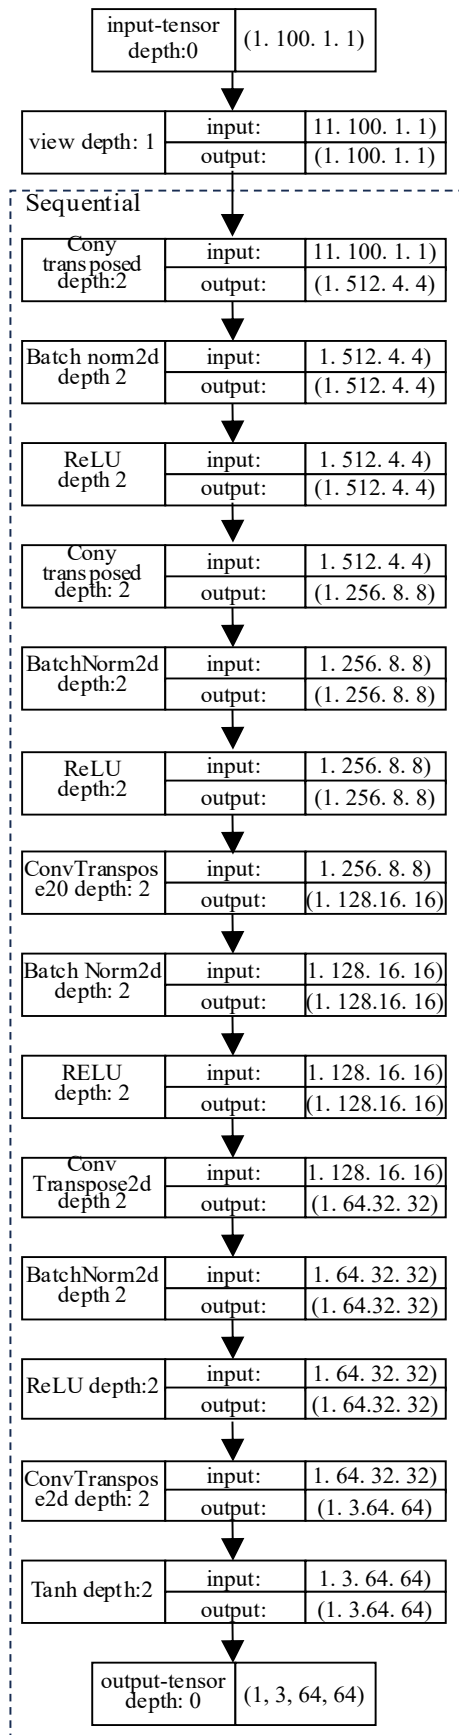 input-tensor
depth:0
(1. 100. 1. 1)
view depth: 1
input:
11. 100. 1. 1)
output:
(1. 100. 1. 1)
Sequential
Cony
transposed
depth:2
input:
11. 100. 1. 1)
output:
(1. 512. 4. 4)
Batch norm2d
depth 2
input:
1. 512. 4. 4)
output:
(1. 512. 4. 4)
ReLU
depth 2
input:
1. 512. 4. 4)
output:
(1. 512. 4. 4)
Cony
transposed
depth: 2
input:
1. 512. 4. 4)
output:
(1. 256. 8. 8)
BatchNorm2d
depth:2
input:
1. 256. 8. 8)
output:
(1. 256. 8. 8)
ReLU
depth:2
input:
1. 256. 8. 8)
output:
(1. 256. 8. 8)
ConvTranspos
e20 depth: 2
input:
1. 256. 8. 8)
output:
(1. 128.16. 16)
Batch Norm2d
depth: 2
input:
1. 128. 16. 16)
output:
(1. 128.16. 16)
RELU
depth: 2
input:
1. 128. 16. 16)
output:
(1. 128.16. 16)
Conv
Transpose2d
depth 2
input:
1. 128. 16. 16)
output:
(1. 64.32. 32)
BatchNorm2d
depth 2
input:
1. 64. 32. 32)
output:
(1. 64.32. 32)
ReLU depth:2
input:
1. 64. 32. 32)
output:
(1. 64.32. 32)
ConvTranspos
e2d depth: 2
input:
1. 64. 32. 32)
output:
(1. 3.64. 64)
Tanh depth:2
input:
1. 3. 64. 64)
output:
(1. 3.64. 64)
output-tensor
depth: 0
(1, 3, 64, 64)